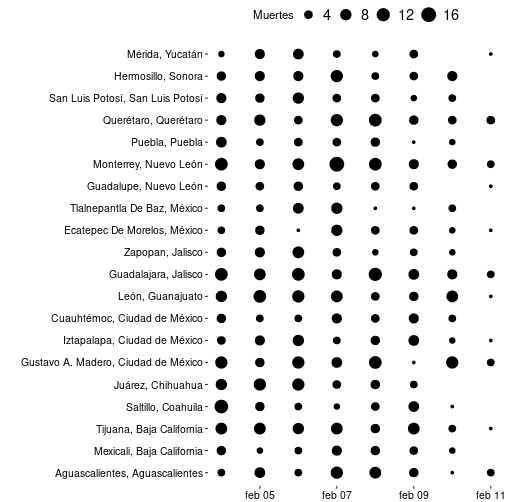 Muertes 4 8 12 16
Mérida, Yucatán
Hermosillo, Sonora
San Luis Potosí, San Luis Potosí
Querétaro, Querétaro
Puebla, Puebla
Monterrey, Nuevo León
Guadalupe, Nuevo León
Tlalnepantla De Baz, México
Ecatepec De Morelos, México
Zapopan, Jalisco
Guadalajara, Jalisco
León, Guanajuato
Cuauhtémoc, Ciudad de México
Iztapalapa, Ciudad de México
Gustavo A. Madero, Ciudad de México
Juárez, Chihuahua
Saltillo, Coahuila
Tijuana, Baja California
Mexicali, Baja California
Aguascalientes, Aguascalientes
feb 05 feb 07 feb 09 feb 11